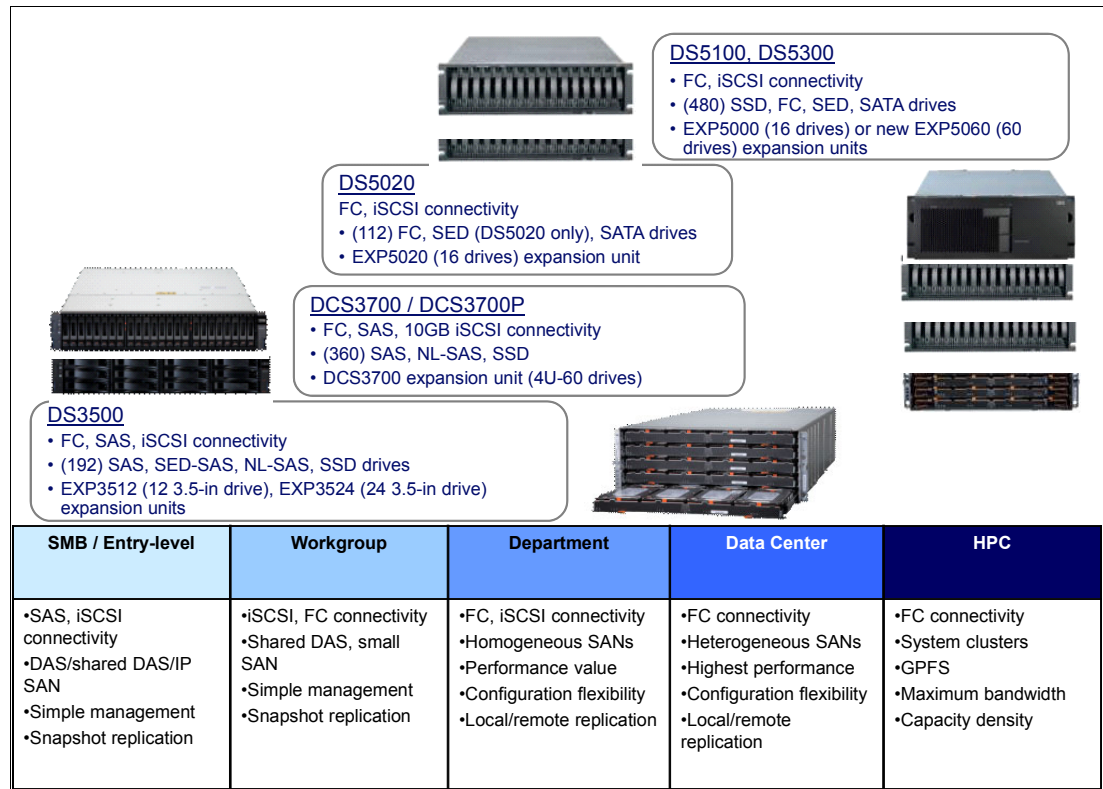 DS5100, DS5300
• FC, iSCSI connectivity
• (480) SSD, FC, SED, SATA drives
• EXP5000 (16 drives) or new EXP5060 (60
drives) expansion units
DS5020
FC, iSCSI connectivity
• (112) FC, SED (DS5020 only), SATA drives
• EXP5020 (16 drives) expansion unit
DCS3700 / DCS3700P
• FC, SAS, 10GB iSCSI connectivity
• (360) SAS, NL-SAS, SSD
• DCS3700 expansion unit (4U-60 drives)
DS3500
• FC, SAS, iSCSI connectivity
• (192) SAS, SED-SAS, NL-SAS, SSD drives
• EXP3512 (12 3.5-in drive), EXP3524 (24 3.5-in drive)
expansion units
SMB / Entry-level
•SAS, iSCSI
connectivity
•DAS/shared DAS/IP
SAN
•Simple management
•Snapshot replication
Workgroup
•iSCSI, FC connectivity
•Shared DAS, small
SAN
•Simple management
•Snapshot replication
Department
•FC, iSCSI connectivity
•Homogeneous SANs
•Performance value
•Configuration flexibility
•Local/remote replication
Data Center
•FC connectivity
•Heterogeneous SANs
•Highest performance
•Configuration flexibility
•Local/remote
replication
HPC
•FC connectivity
•System clusters
•GPFS
•Maximum bandwidth
•Capacity density